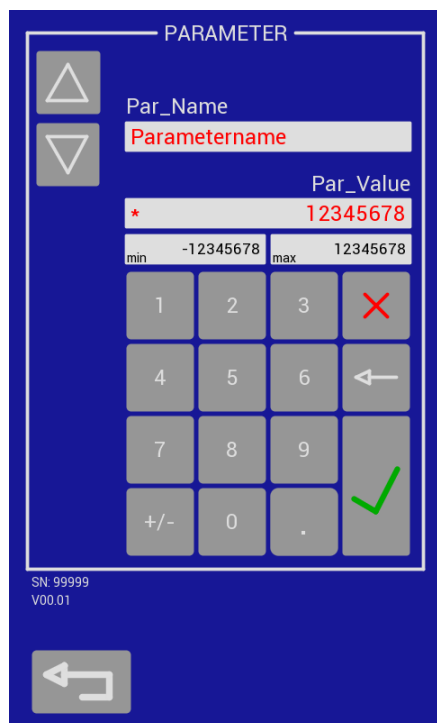 PARAMETER
Par_Name
Parametername
Par_Value
* 12345678
min -12345678 max 12345678
1 2 3
4 5 6
7 8 9
+/- 0 .
SN: 99999
V00.01